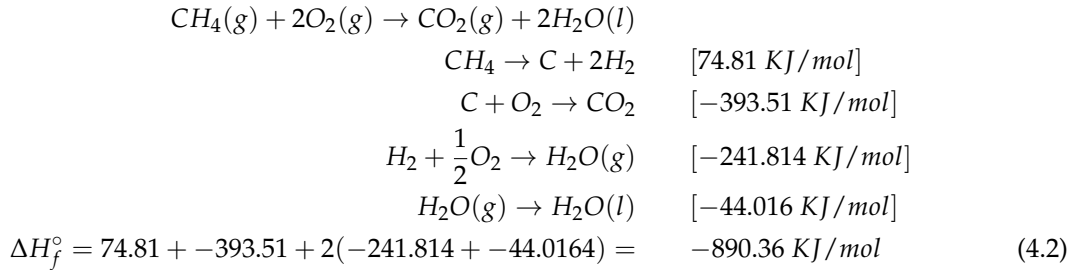 CH₄(g) + 2O₂(g) → CO₂(g) + 2H₂O(l)
CH₄ → C + 2H₂ [74.81 KJ/mol]
C + O₂ → CO₂ [−393.51 KJ/mol]
H₂ + 1/2 O₂ → H₂O(g) [−241.814 KJ/mol]
H₂O(g) → H₂O(l) [−44.016 KJ/mol]
ΔH°f = 74.81 + −393.51 + 2(−241.814 + −44.0164) = −890.36 KJ/mol (4.2)